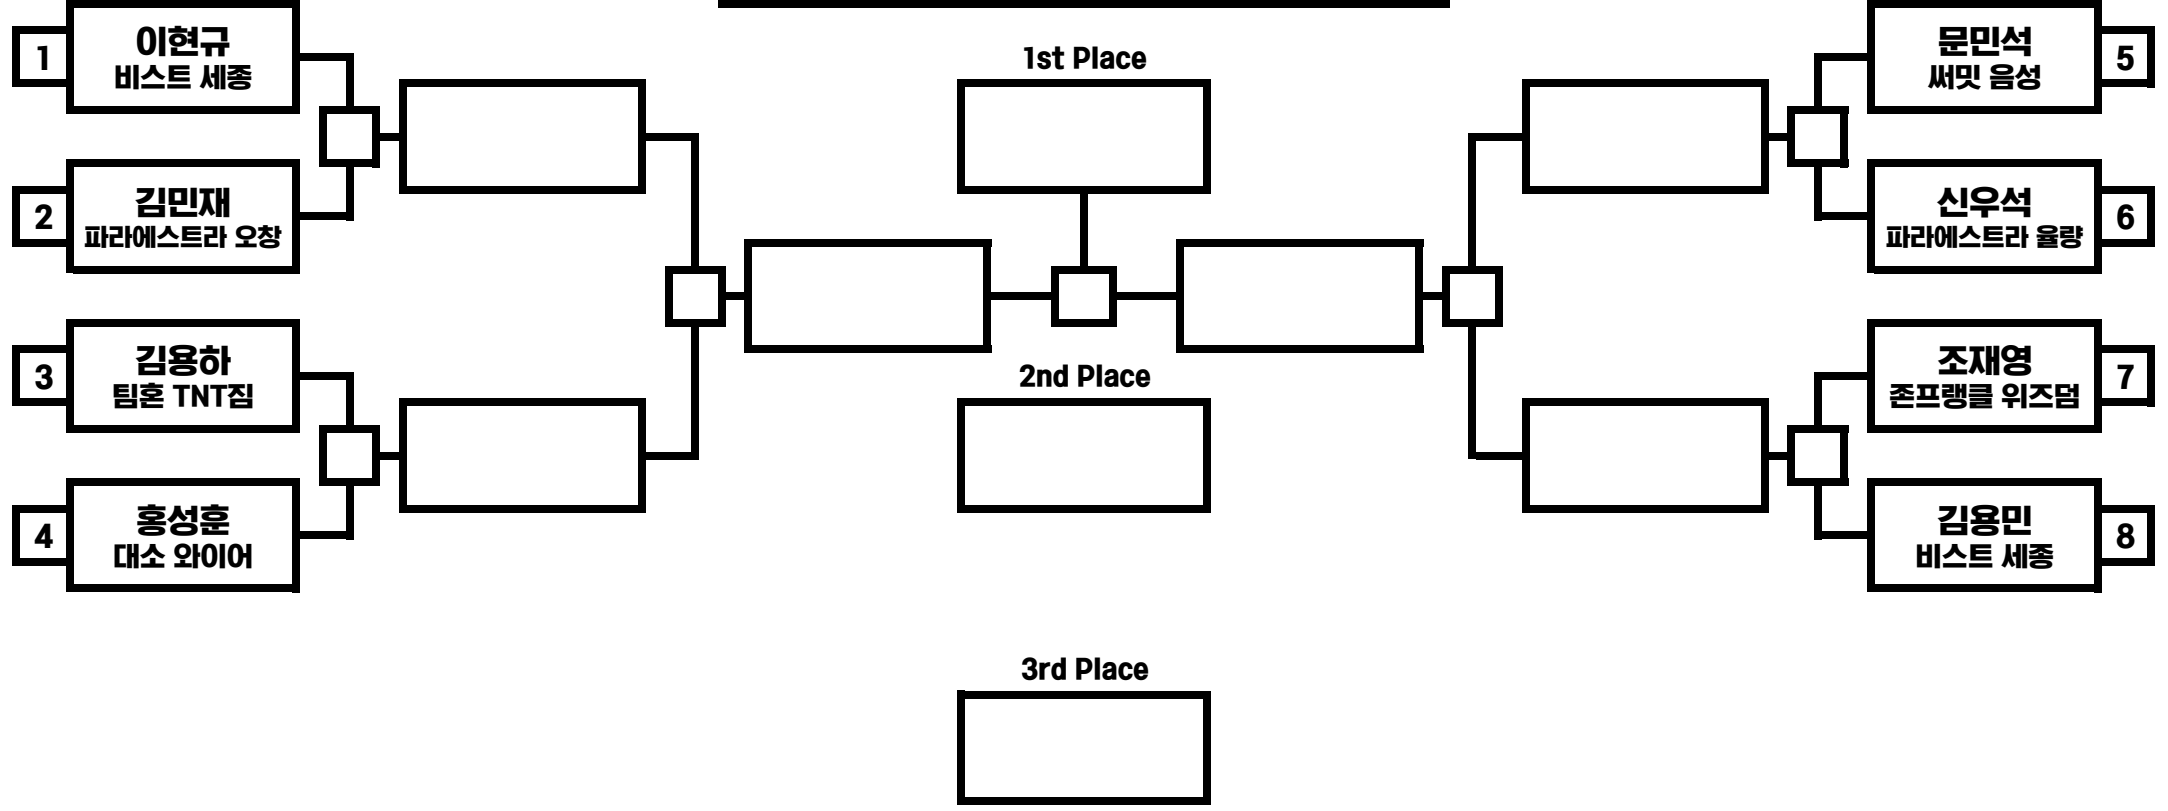 1
이현규
비스트 세종
2
김민재
파라에스트라 오창
3
김용하
팀혼 TNT짐
4
홍성훈
대소 와이어
1st Place
2nd Place
3rd Place
문민석
써밋 음성
5
신우석
파라에스트라 율량
6
조재영
존프랭클 위즈덤
7
김용민
비스트 세종
8